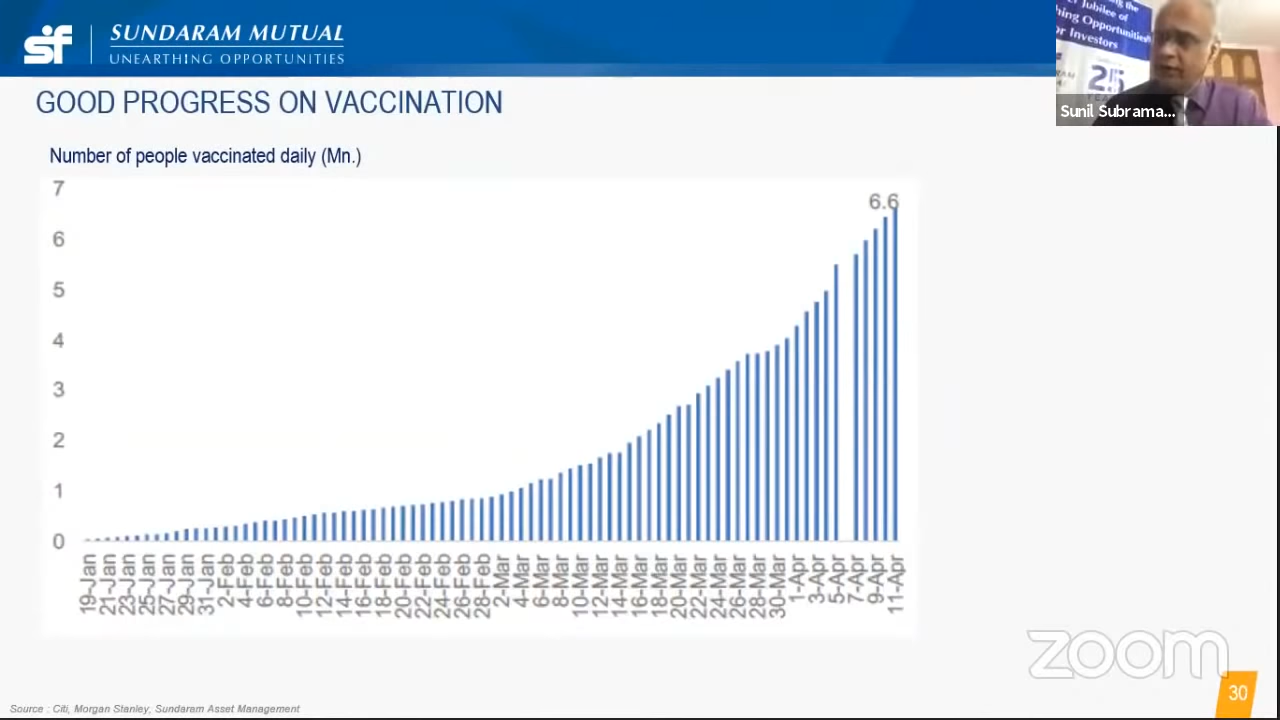 sf
SUNDARAM MUTUAL
UNEARTHING OPPORTUNITIES
Jubilee of
Opportunities
Investors
25
Sunil Subrama...
GOOD PROGRESS ON VACCINATION
Number of people vaccinated daily (Mn.)
7
6
5
4
3
2
1
0
6.6
19-Jan
21-Jan
23-Jan
25-Jan
27-Jan
29-Jan
31-Jan
2-Feb
4-Feb
6-Feb
8-Feb
10-Feb
12-Feb
14-Feb
16-Feb
18-Feb
20-Feb
22-Feb
24-Feb
26-Feb
28-Feb
2-Mar
4-Mar
6-Mar
8-Mar
10-Mar
12-Mar
14-Mar
16-Mar
18-Mar
20-Mar
22-Mar
24-Mar
26-Mar
28-Mar
30-Mar
1-Apr
3-Apr
5-Apr
7-Apr
9-Apr
11-Apr
zoom
30
Source : Citi, Morgan Stanley, Sundaram Asset Management